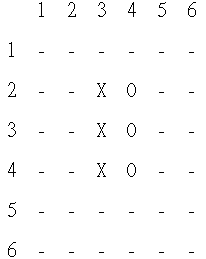 1 2 3 4 5 6
1 - - - - - -
2 - - X O - -
3 - - X O - -
4 - - X O - -
5 - - - - - -
6 - - - - - -